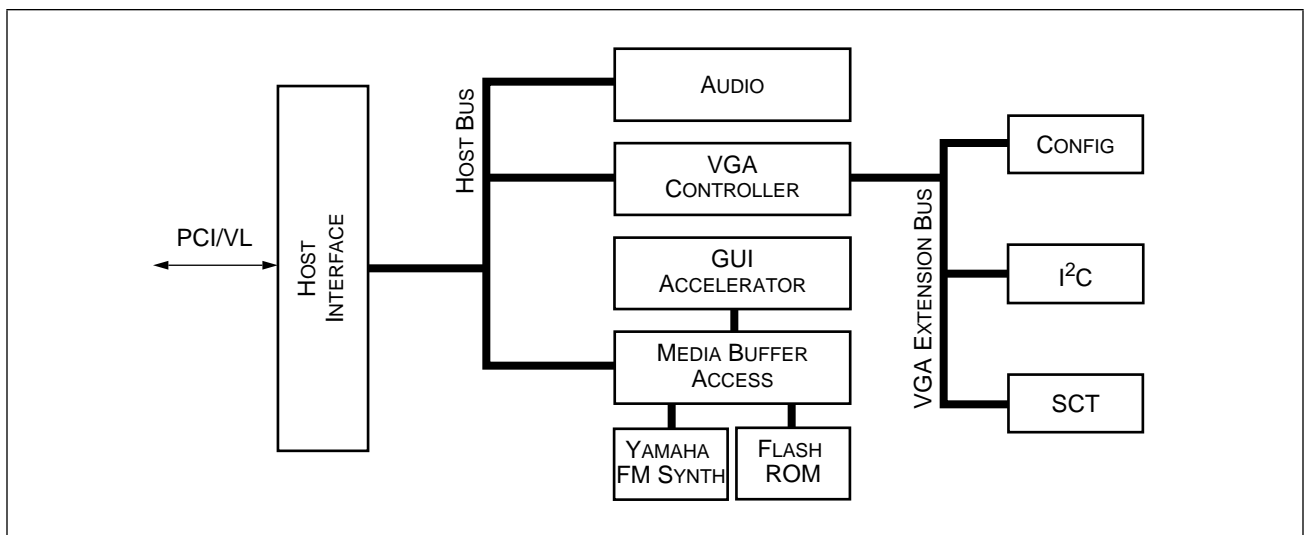 PCI/VL
HOST
INTERFACE
HOST BUS
AUDIO
VGA
CONTROLLER
GUI
ACCELERATOR
MEDIA BUFFER
ACCESS
YAMAHA
FM SYNTH
FLASH
ROM
VGA EXTENSION BUS
CONFIG
I²C
SCT